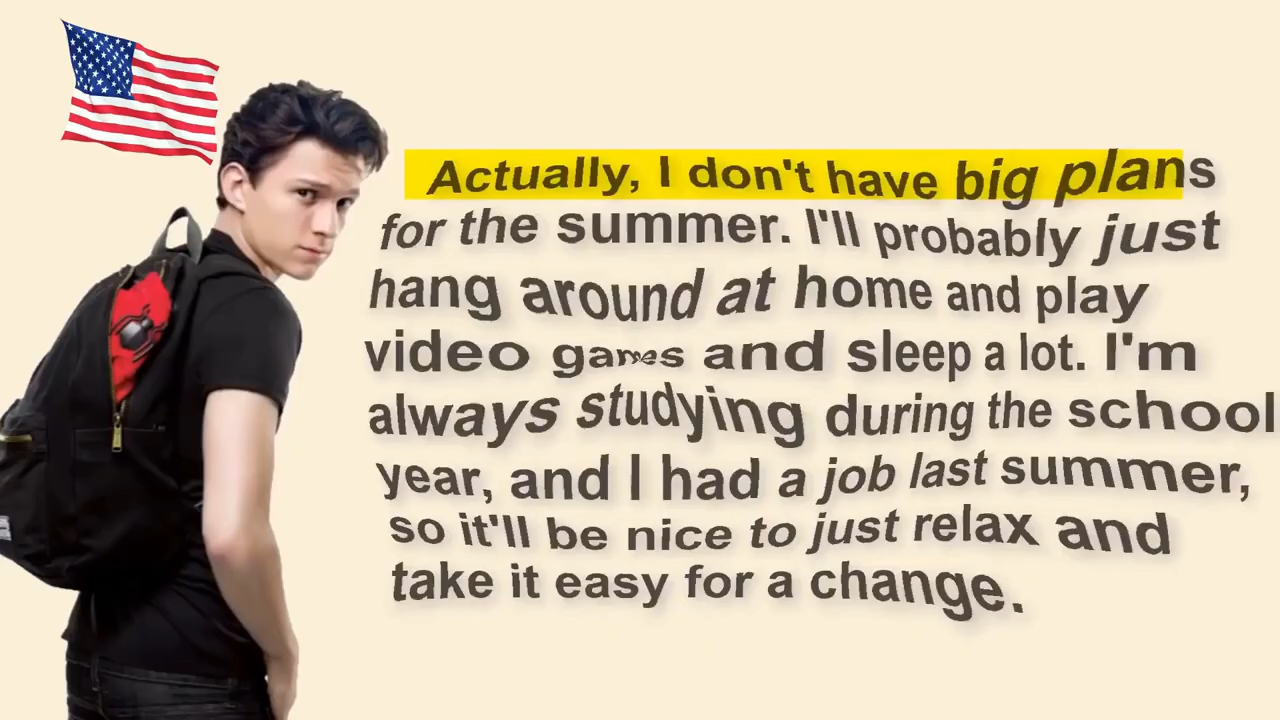 Actually, I don't have big plans
for the summer. I'll probably just
hang around at home and play
video games and sleep a lot. I'm
always studying during the school
year, and I had a job last summer,
so it'll be nice to just relax and
take it easy for a change.